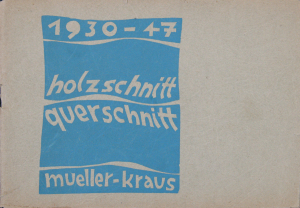 1930-47
holzschnitt
querschnitt
mueller-kraus